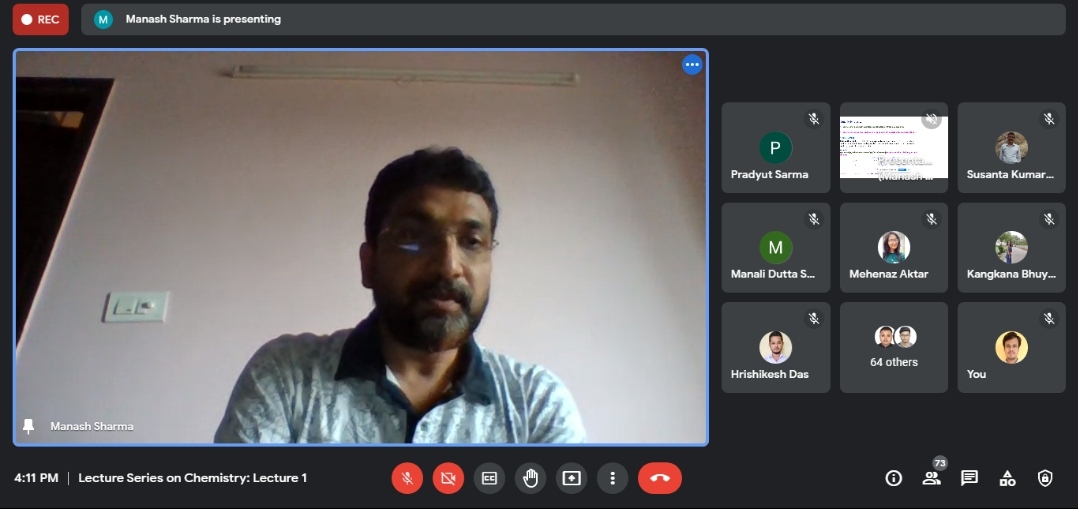 REC
M
Manash Sharma is presenting
P
Pradyut Sarma
Presenta...
(Manash ...
Susanta Kumar...
M
Manali Dutta S...
Mehenaz Aktar
Kangkana Bhuy...
Hrishikesh Das
64 others
You
Manash Sharma
4:11 PM | Lecture Series on Chemistry: Lecture 1
CC
73